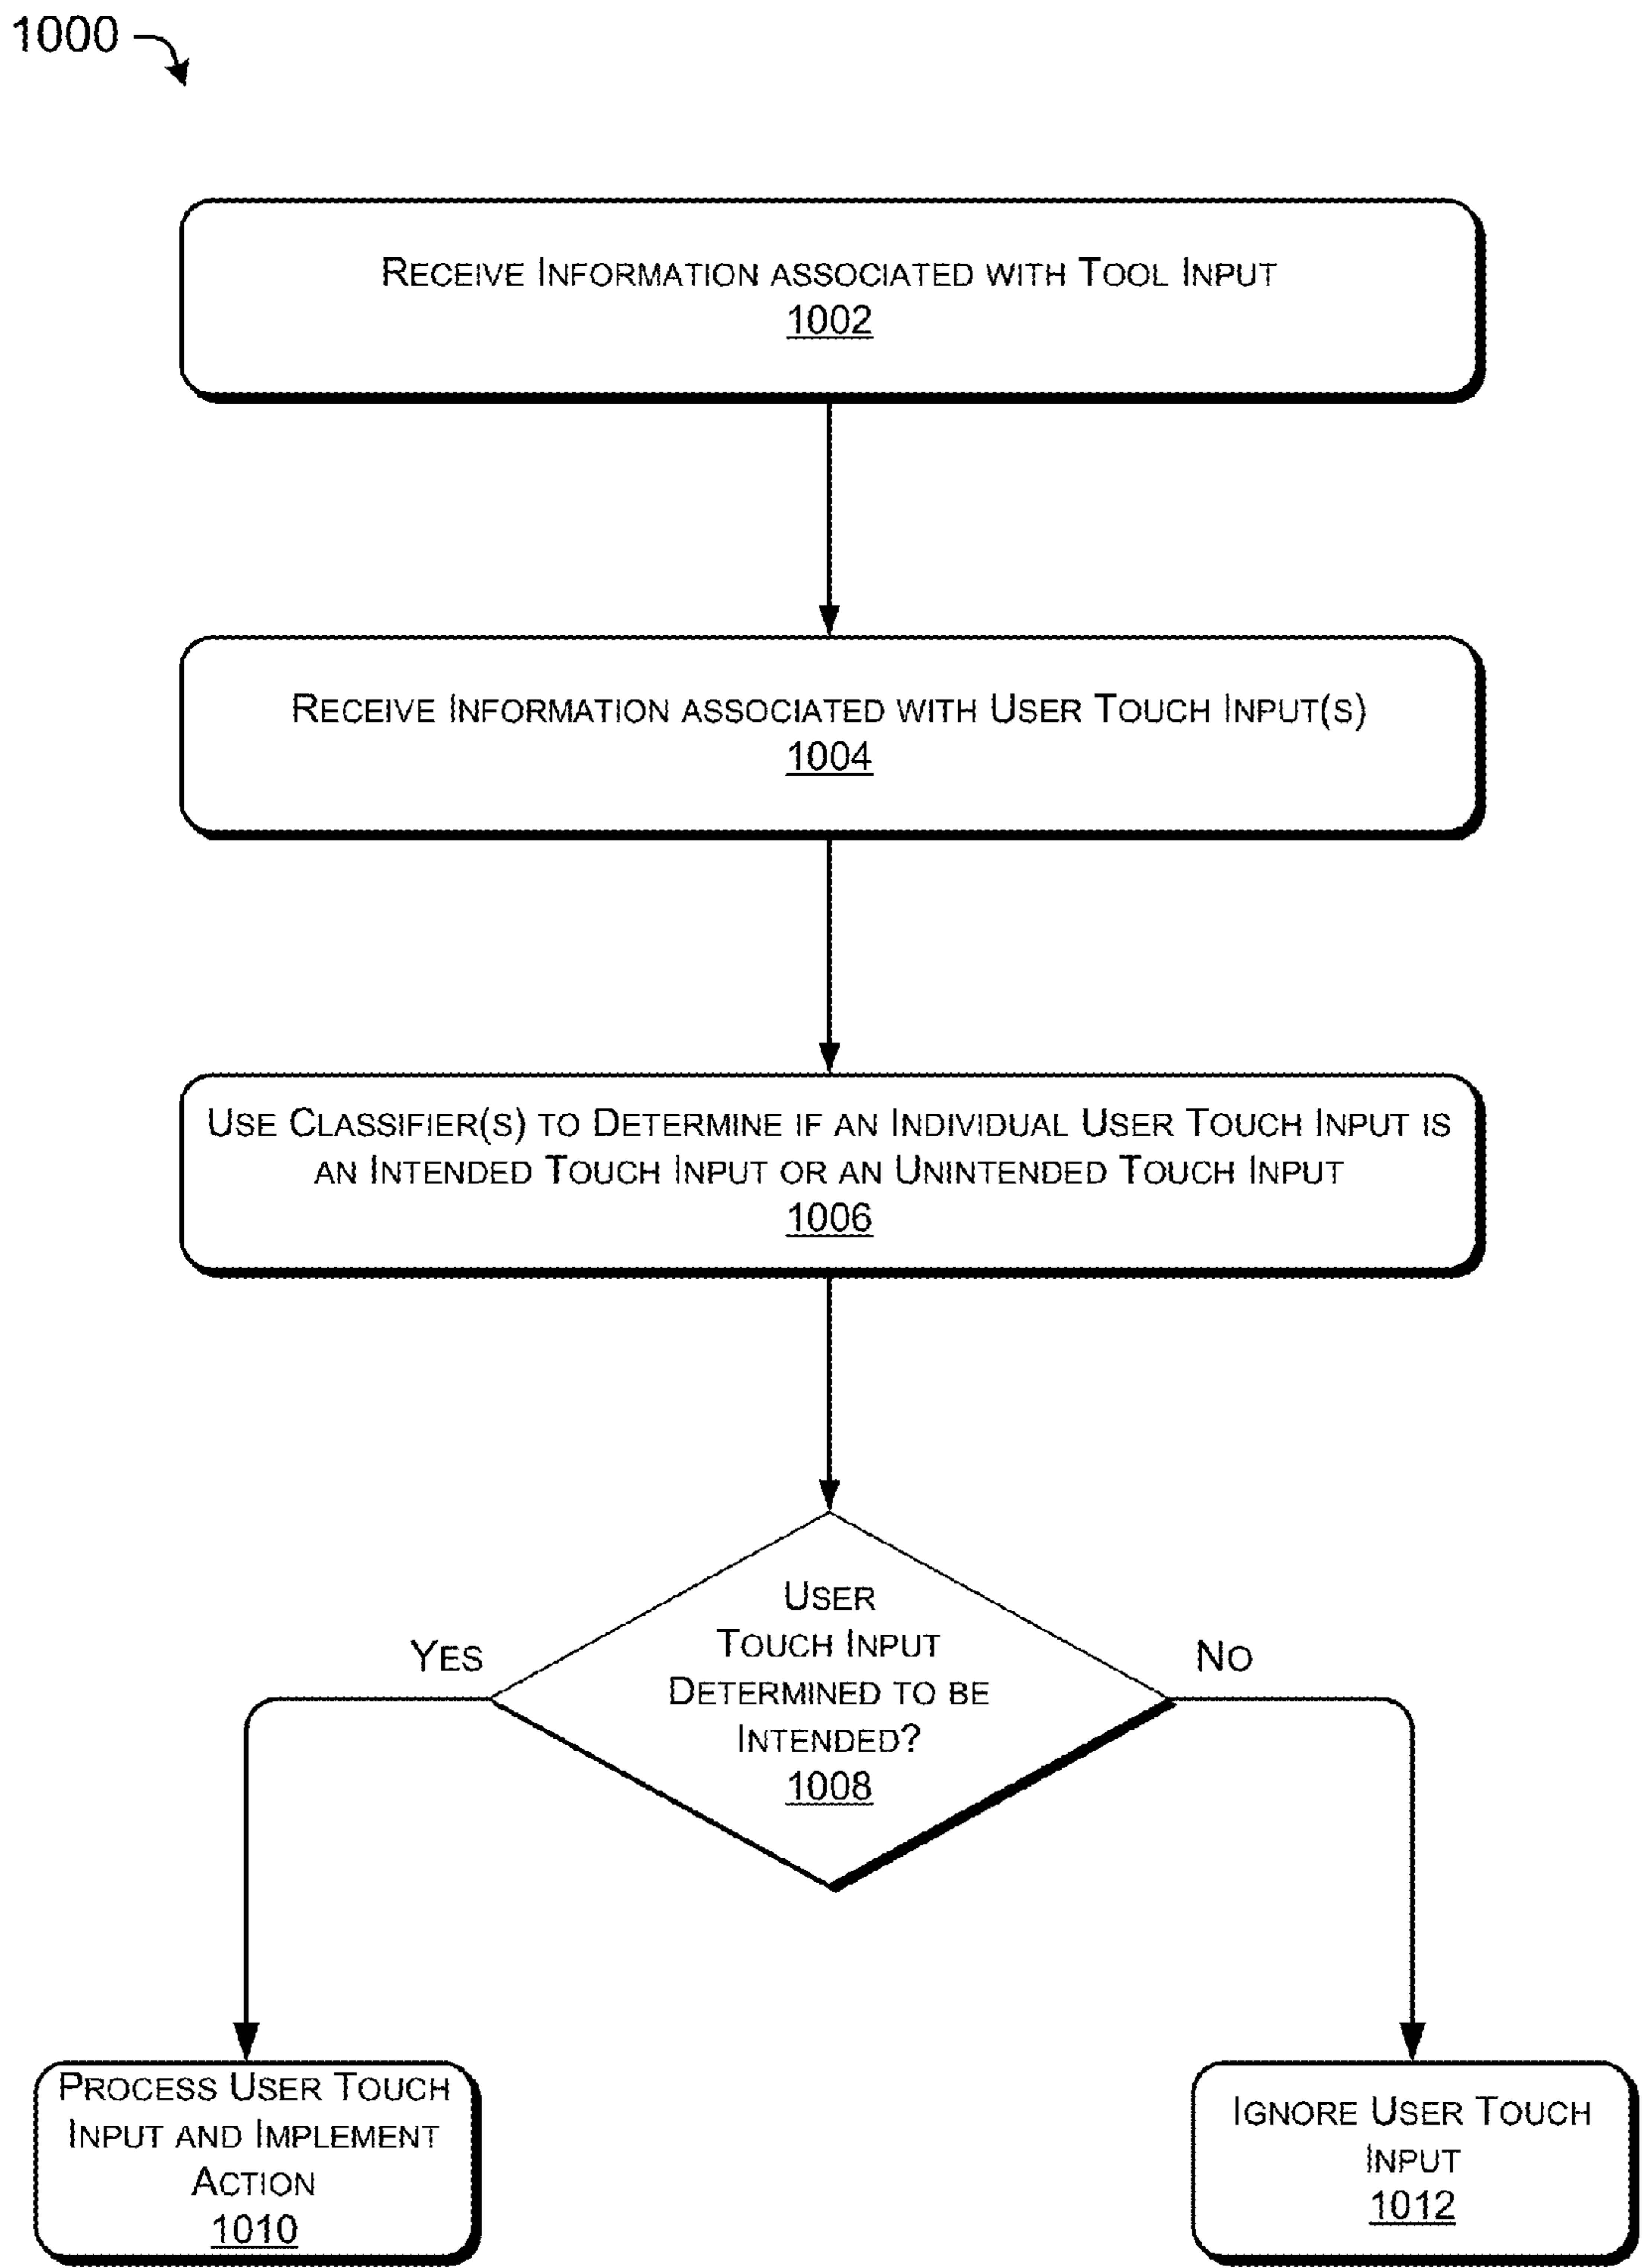 1000
Receive Information associated with Tool Input
1002
Receive Information associated with User Touch Input(s)
1004
Use Classifier(s) to Determine if an Individual User Touch Input is
an Intended Touch Input or an Unintended Touch Input
1006
User
Touch Input
Determined to be
Intended?
1008
Yes
No
Process User Touch
Input and Implement
Action
1010
Ignore User Touch
Input
1012